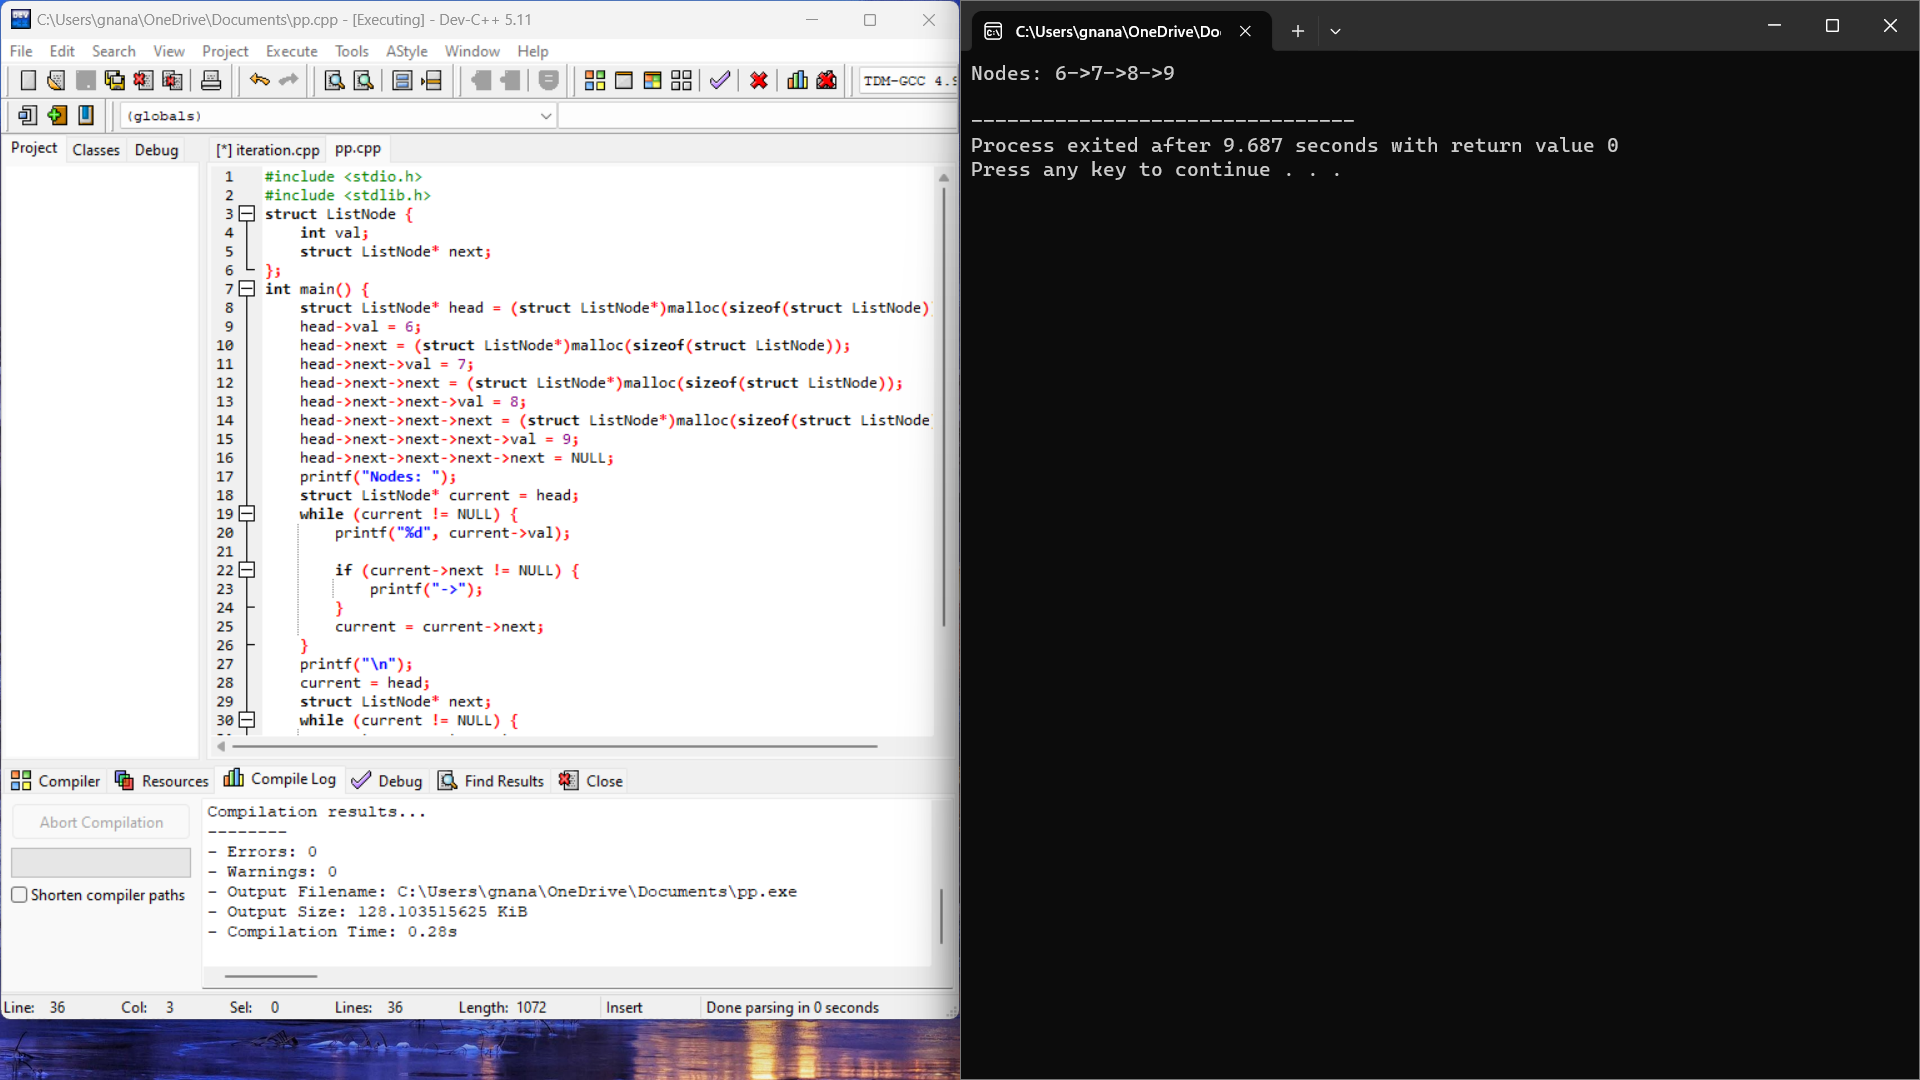 C:\Users\gnana\OneDrive\Documents\pp.cpp - [Executing] - Dev-C++ 5.11
File Edit Search View Project Execute Tools AStyle Window Help
TDM-GCC 4.9
(globals)
Project Classes Debug
[*] iteration.cpp pp.cpp
1 #include <stdio.h>
2 #include <stdlib.h>
3 struct ListNode {
4 int val;
5 struct ListNode* next;
6 };
7 int main() {
8 struct ListNode* head = (struct ListNode*)malloc(sizeof(struct ListNode)
9 head->val = 6;
10 head->next = (struct ListNode*)malloc(sizeof(struct ListNode));
11 head->next->val = 7;
12 head->next->next = (struct ListNode*)malloc(sizeof(struct ListNode));
13 head->next->next->val = 8;
14 head->next->next->next = (struct ListNode*)malloc(sizeof(struct ListNode
15 head->next->next->next->val = 9;
16 head->next->next->next->next = NULL;
17 printf("Nodes: ");
18 struct ListNode* current = head;
19 while (current != NULL) {
20 printf("%d", current->val);
21
22 if (current->next != NULL) {
23 printf("->");
24 }
25 current = current->next;
26 }
27 printf("\n");
28 current = head;
29 struct ListNode* next;
30 while (current != NULL) {
Compiler Resources Compile Log Debug Find Results Close
Abort Compilation
Shorten compiler paths
Compilation results...
--------
- Errors: 0
- Warnings: 0
- Output Filename: C:\Users\gnana\OneDrive\Documents\pp.exe
- Output Size: 128.103515625 KiB
- Compilation Time: 0.28s
Line: 36 Col: 3 Sel: 0 Lines: 36 Length: 1072 Insert Done parsing in 0 seconds
C:\Users\gnana\OneDrive\Do
Nodes: 6->7->8->9
--------------------------------
Process exited after 9.687 seconds with return value 0
Press any key to continue . . .